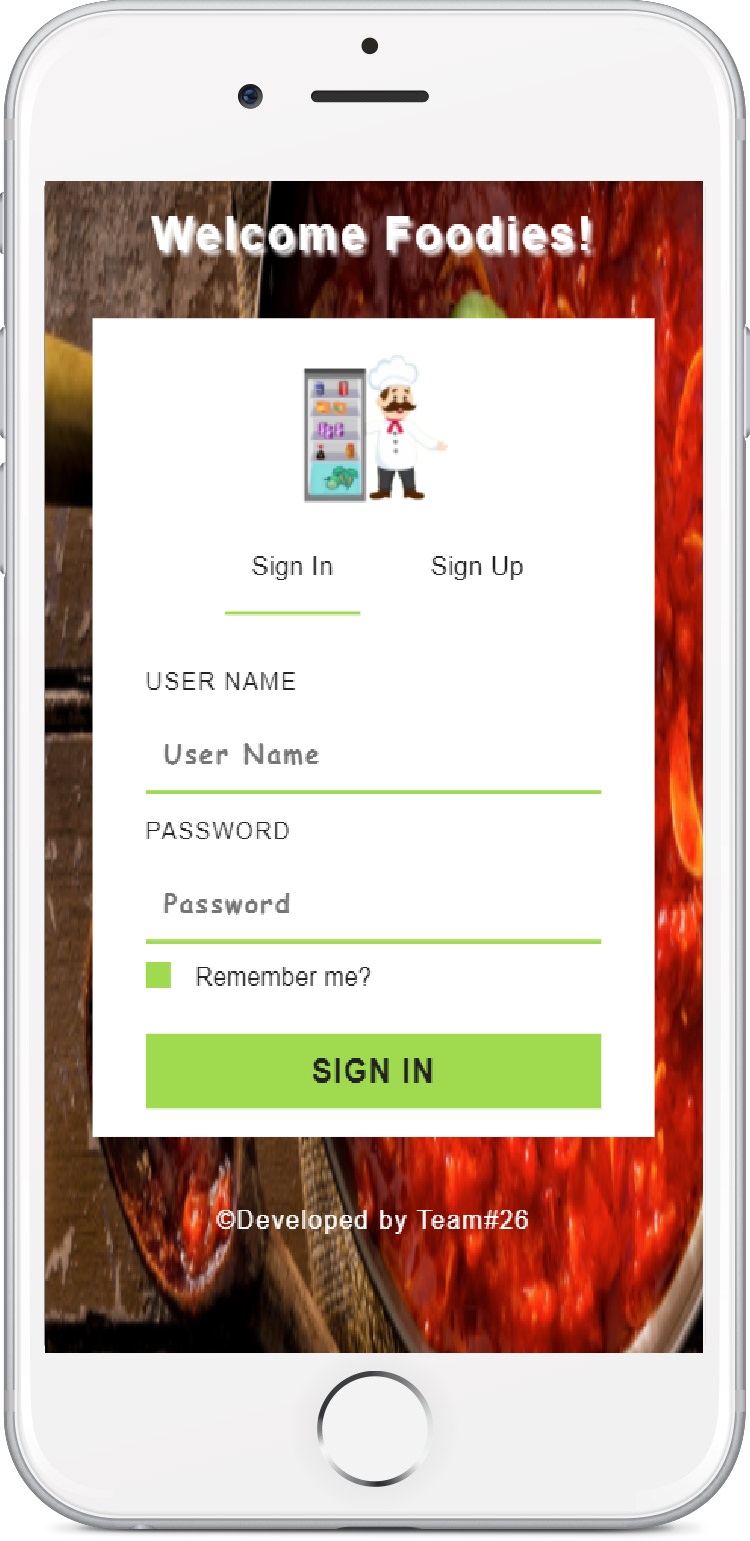 Welcome Foodies!
Sign In Sign Up
USER NAME
User Name
PASSWORD
Password
Remember me?
SIGN IN
©Developed by Team#26